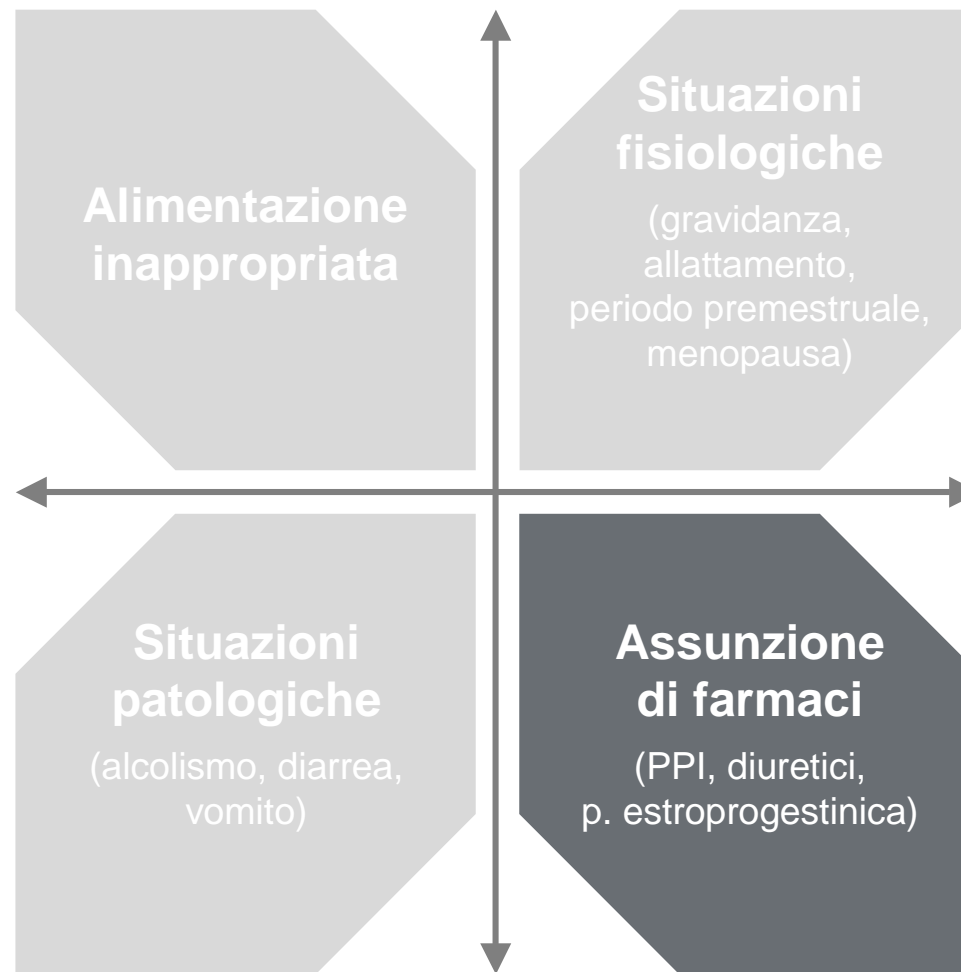 Alimentazione
inappropriata
Situazioni
fisiologiche
(gravidanza,
allattamento,
periodo premestruale,
menopausa)
Situazioni
patologiche
(alcolismo, diarrea,
vomito)
Assunzione
di farmaci
(PPI, diuretici,
p. estroprogestinica)